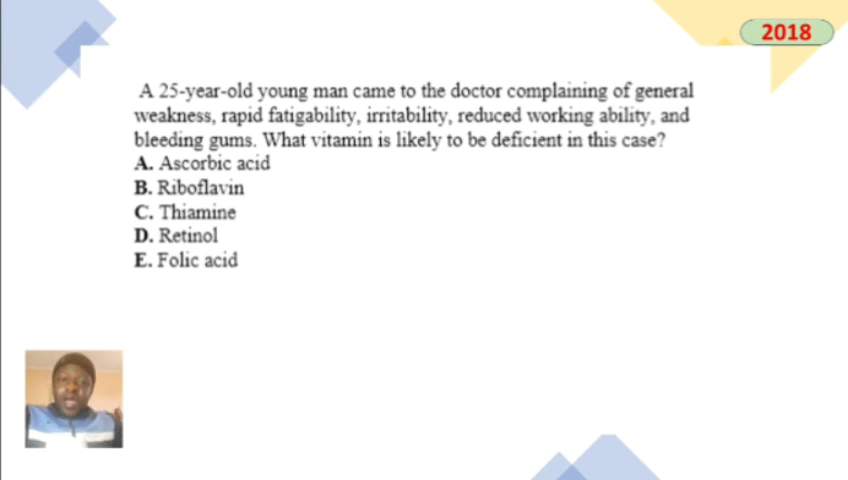 2018
A 25-year-old young man came to the doctor complaining of general
weakness, rapid fatigability, irritability, reduced working ability, and
bleeding gums. What vitamin is likely to be deficient in this case?
A. Ascorbic acid
B. Riboflavin
C. Thiamine
D. Retinol
E. Folic acid